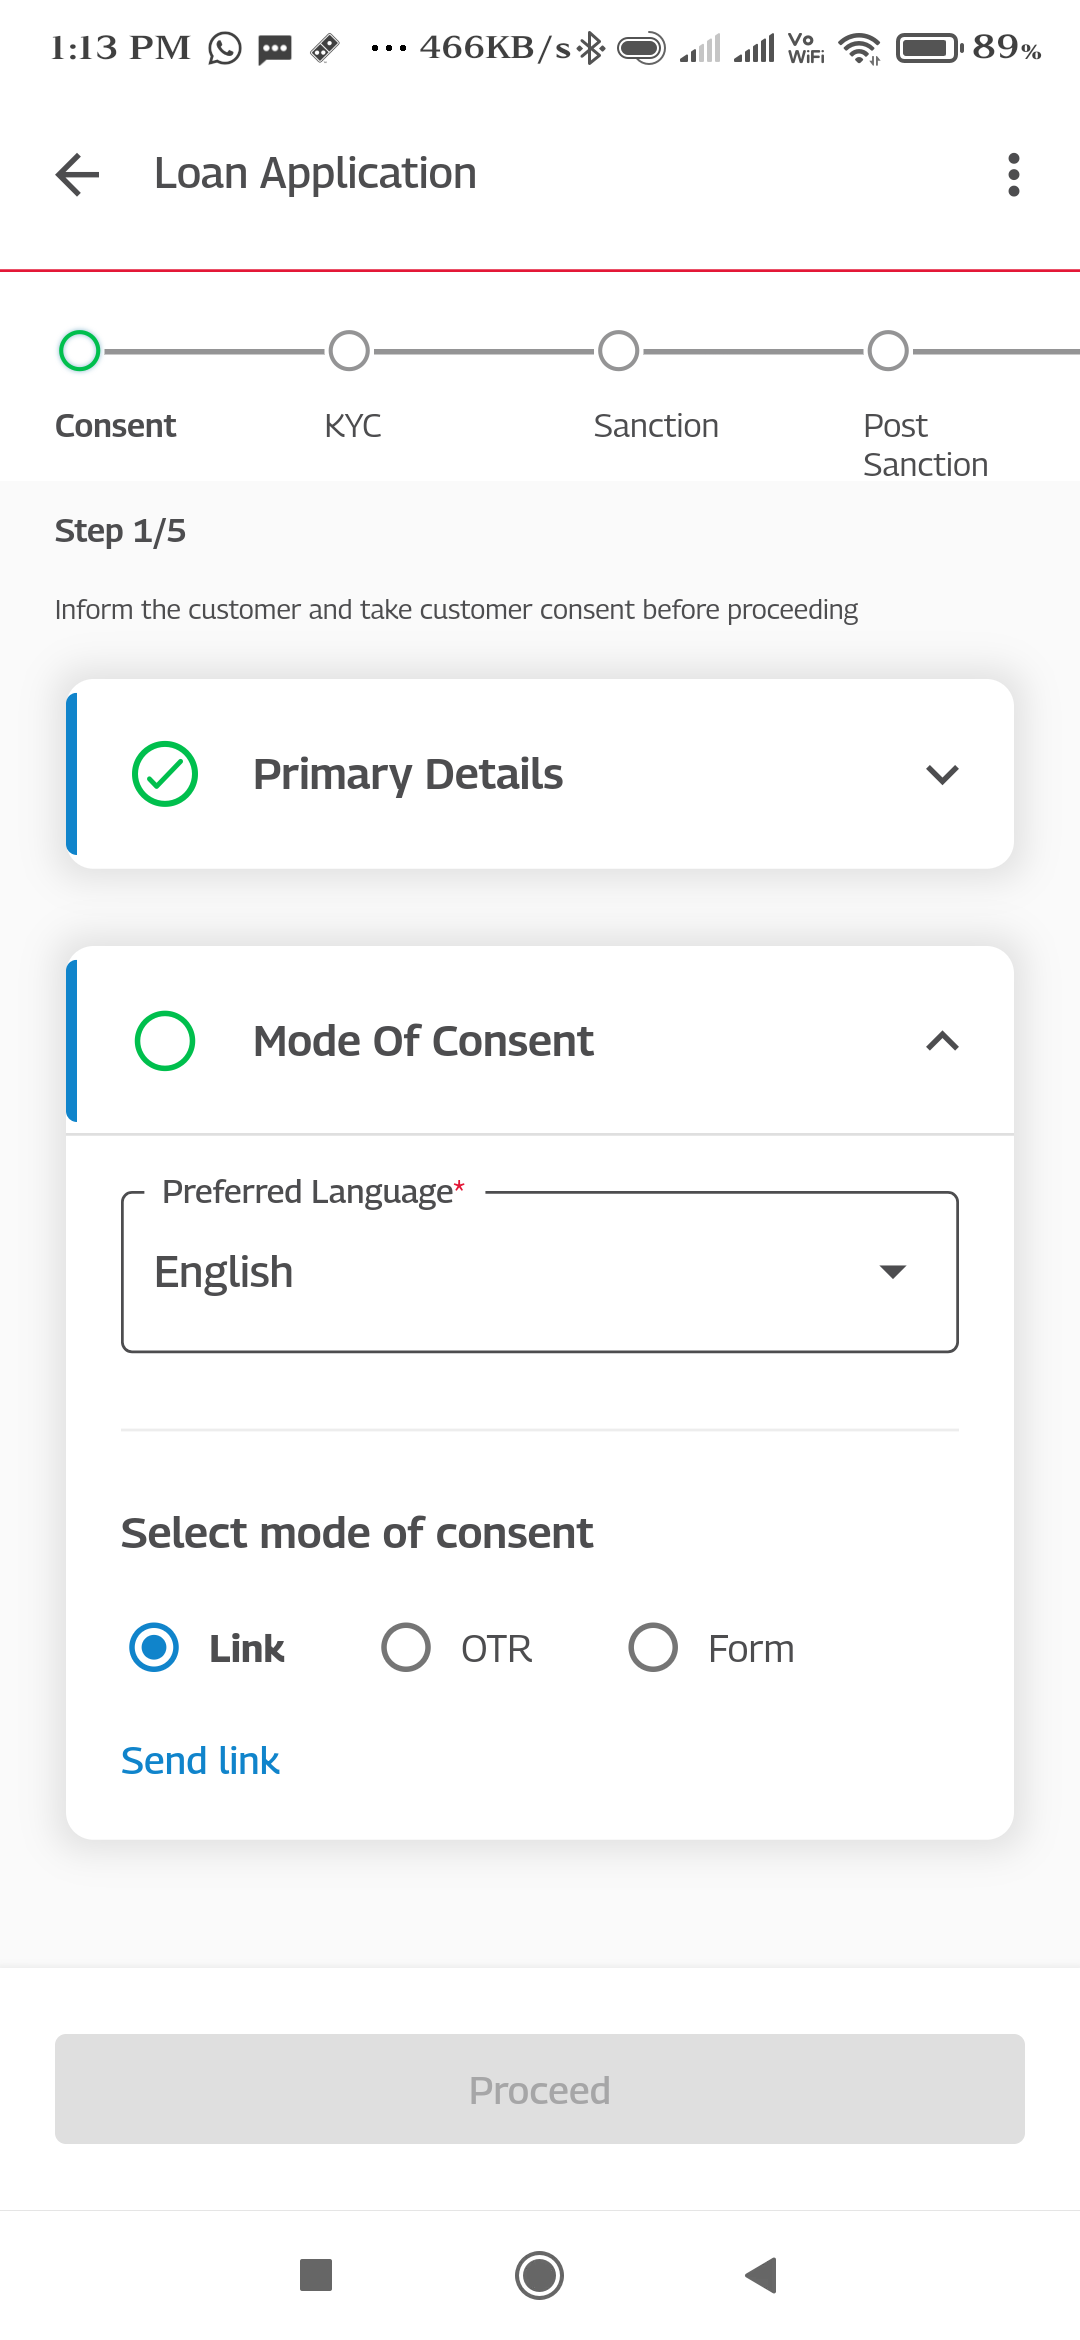 1:13 PM ... 466KB/s Vo WiFi 89%
Loan Application
Consent KYC Sanction Post Sanction
Step 1/5
Inform the customer and take customer consent before proceeding
Primary Details
Mode Of Consent
Preferred Language*
English
Select mode of consent
Link OTR Form
Send link
Proceed